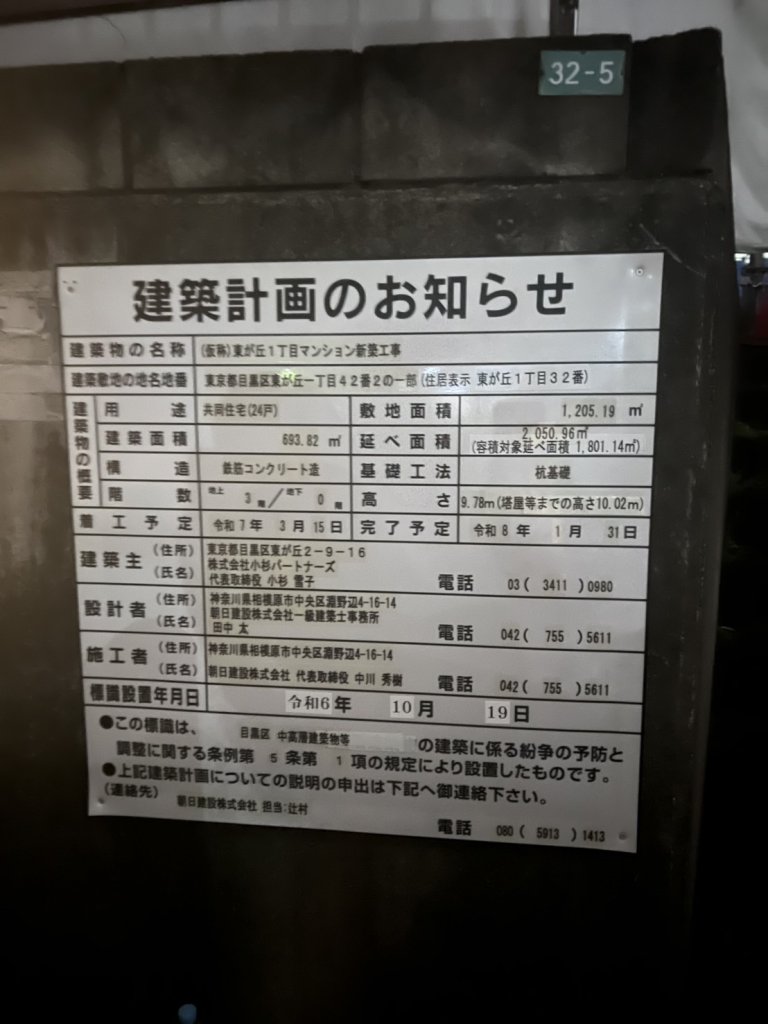 32-5
建築計画のお知らせ
建築物の名称 (仮称)東が丘1丁目マンション新築工事
建築敷地の地名地番 東京都目黒区東が丘一丁目42番2の一部(住居表示 東が丘1丁目32番)
建築物の概要
用途 共同住宅(24戸) 敷地面積 1,205.19 ㎡
建築面積 693.82 ㎡ 延べ面積 2,050.96㎡
(容積対象延べ面積 1,801.14㎡)
構造 鉄筋コンクリート造 基礎工法 杭基礎
階数 地上 3 階/地下 0 階 高さ 9.78m(塔屋等までの高さ10.02m)
着工予定 令和7年 3月15日 完了予定 令和8年 1月 31日
建築主 (住所) 東京都目黒区東が丘2-9-16
(氏名) 株式会社小杉パートナーズ
代表取締役 小杉 雪子 電話 03( 3411 )0980
設計者 (住所) 神奈川県相模原市中央区淵野辺4-16-14
(氏名) 朝日建設株式会社一級建築士事務所
田中 太 電話 042( 755 )5611
施工者 (住所) 神奈川県相模原市中央区淵野辺4-16-14
(氏名) 朝日建設株式会社 代表取締役 中川 秀樹 電話 042( 755 )5611
標識設置年月日 令和6年 10月 19日
●この標識は、 目黒区 中高層建築物等 の建築に係る紛争の予防と
調整に関する条例第 5 条第 1 項の規定により設置したものです。
●上記建築計画についての説明の申出は下記へ御連絡下さい。
(連絡先) 朝日建設株式会社 担当:辻村
電話 080( 5913 )1413